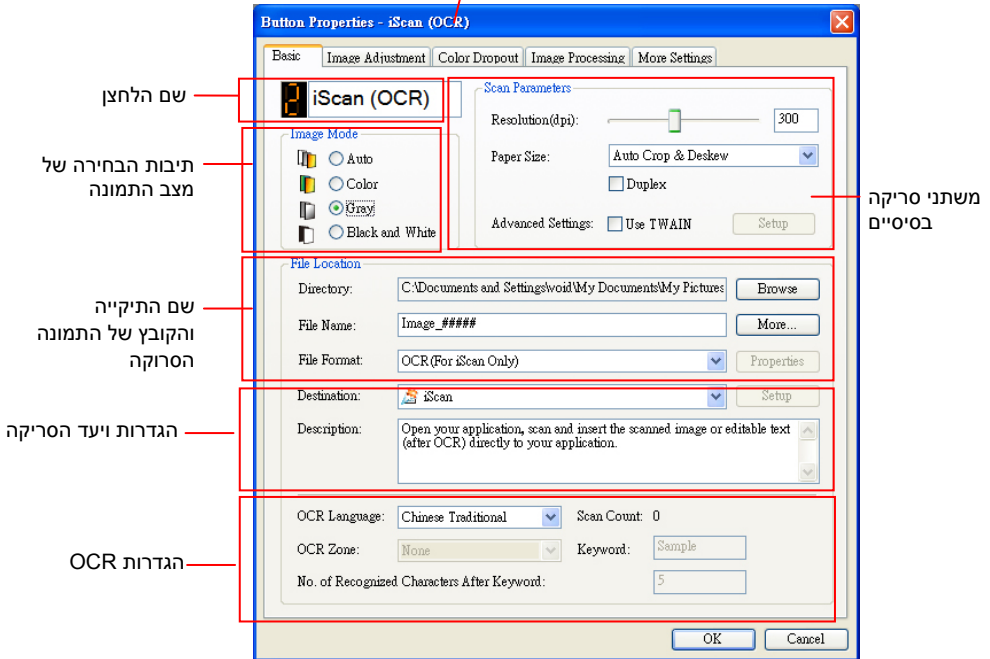 Button Properties - iScan (OCR)
Basic Image Adjustment Color Dropout Image Processing More Settings
שם הלחצן
2 iScan (OCR)
Image Mode
Auto
Color
Gray
Black and White
תיבות הבחירה של
מצב התמונה
Scan Parameters
Resolution(dpi): 300
Paper Size: Auto Crop & Deskew
Duplex
Advanced Settings: Use TWAIN Setup
משתני סריקה
בסיסיים
File Location
Directory: C:\Documents and Settings\void\My Documents\My Pictures Browse
File Name: Image_##### More...
File Format: OCR(For iScan Only) Properties
שם התיקייה
והקובץ של התמונה
הסרוקה
Destination: iScan Setup
Description: Open your application, scan and insert the scanned image or editable text
(after OCR) directly to your application.
הגדרות ויעד הסריקה
OCR Language: Chinese Traditional Scan Count: 0
OCR Zone: None Keyword: Sample
No. of Recognized Characters After Keyword: 5
הגדרות OCR
OK Cancel